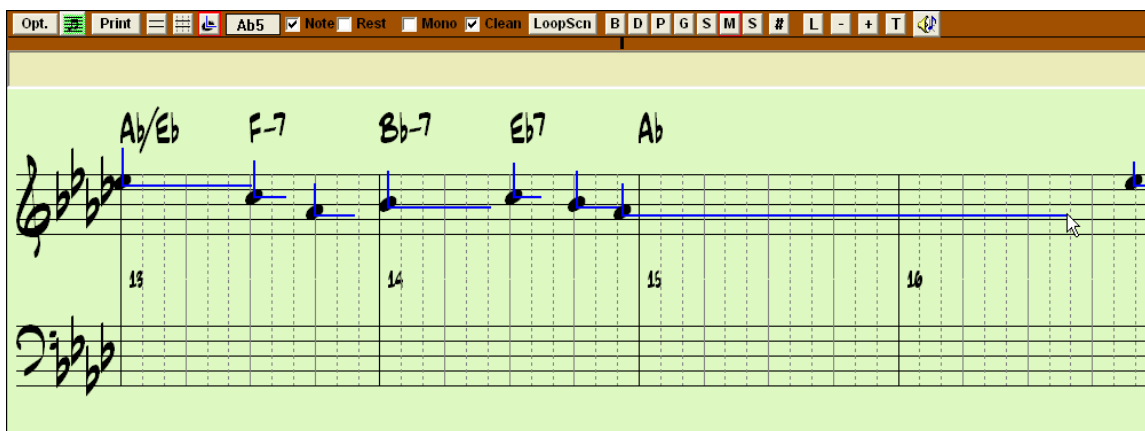 Opt. Print Ab5 Note Rest Mono Clean LoopScn B D P G S M S # L - + T
Ab/Eb F-7 Bb-7 Eb7 Ab
13 14 15 16